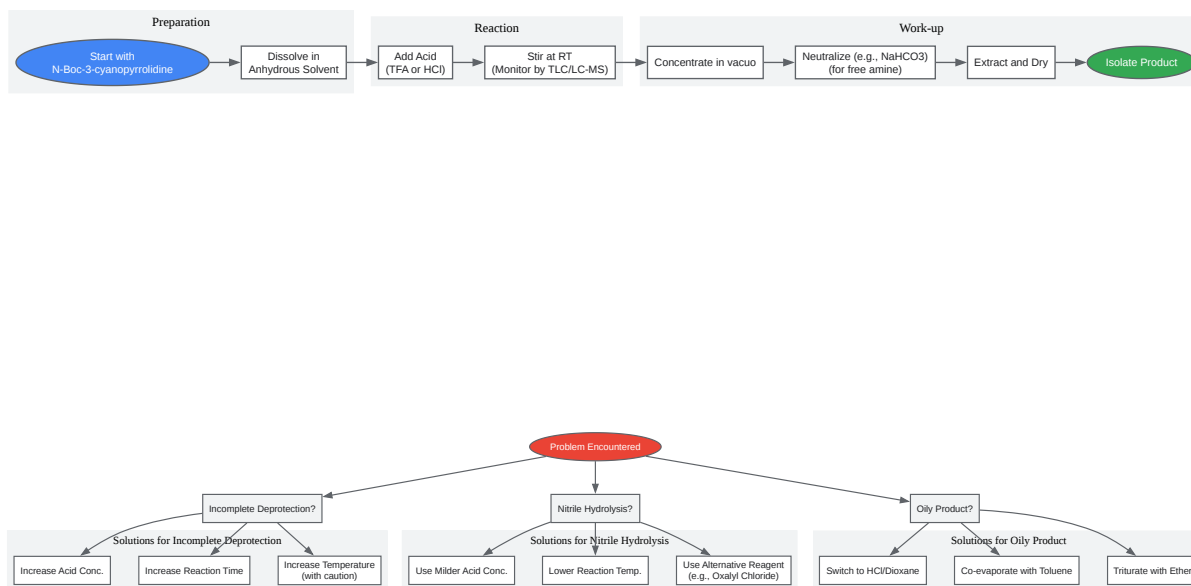 Preparation
Reaction
Work-up
Start with
N-Boc-3-cyanopyrrolidine
Dissolve in
Anhydrous Solvent
Add Acid
(TFA or HCl)
Stir at RT
(Monitor by TLC/LC-MS)
Concentrate in vacuo
Neutralize (e.g., NaHCO3)
(for free amine)
Extract and Dry
Isolate Product
Problem Encountered
Incomplete Deprotection?
Nitrile Hydrolysis?
Oily Product?
Solutions for Incomplete Deprotection
Solutions for Nitrile Hydrolysis
Solutions for Oily Product
Increase Acid Conc.
Increase Reaction Time
Increase Temperature
(with caution)
Use Milder Acid Conc.
Lower Reaction Temp.
Use Alternative Reagent
(e.g., Oxalyl Chloride)
Switch to HCl/Dioxane
Co-evaporate with Toluene
Triturate with Ether